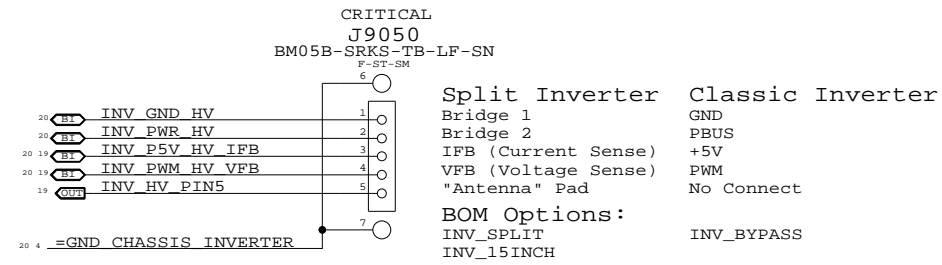 CRITICAL
J9050
BM05B-SRKS-TB-LF-SN
F-ST-SM
6
Split Inverter Classic Inverter
20 BI INV_GND_HV 1 Bridge 1 GND
20 BI INV_PWR_HV 2 Bridge 2 PBUS
20 19 BI INV_P5V_HV_IFB 3 IFB (Current Sense) +5V
20 19 BI INV_PWM_HV_VFB 4 VFB (Voltage Sense) PWM
19 OUT INV_HV_PIN5 5 "Antenna" Pad No Connect
BOM Options:
7 INV_SPLIT INV_BYPASS
20 4 =GND_CHASSIS_INVERTER INV_15INCH